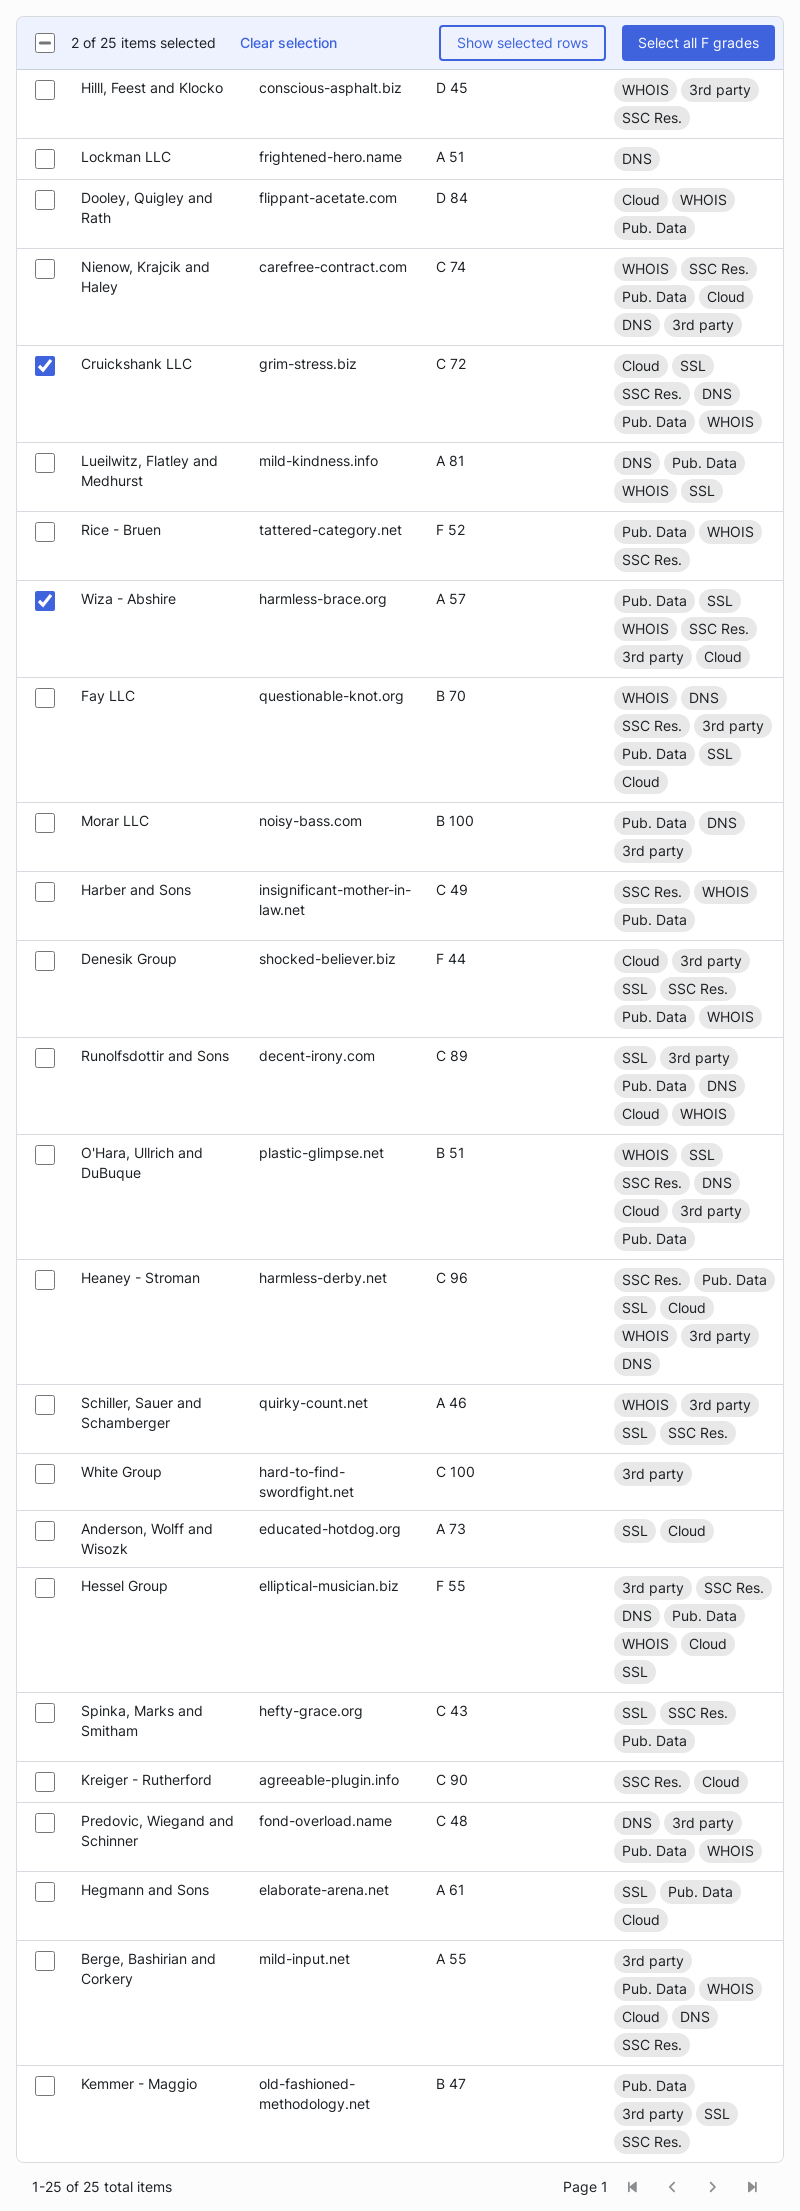 2 of 25 items selected Clear selection Show selected rows Select all F grades
Hilll, Feest and Klocko conscious-asphalt.biz D 45 WHOIS 3rd party
SSC Res.
Lockman LLC frightened-hero.name A 51 DNS
Dooley, Quigley and flippant-acetate.com D 84 Cloud WHOIS
Rath Pub. Data
Nienow, Krajcik and carefree-contract.com C 74 WHOIS SSC Res.
Haley Pub. Data Cloud
DNS 3rd party
Cruickshank LLC grim-stress.biz C 72 Cloud SSL
SSC Res. DNS
Pub. Data WHOIS
Lueilwitz, Flatley and mild-kindness.info A 81 DNS Pub. Data
Medhurst WHOIS SSL
Rice - Bruen tattered-category.net F 52 Pub. Data WHOIS
SSC Res.
Wiza - Abshire harmless-brace.org A 57 Pub. Data SSL
WHOIS SSC Res.
3rd party Cloud
Fay LLC questionable-knot.org B 70 WHOIS DNS
SSC Res. 3rd party
Pub. Data SSL
Cloud
Morar LLC noisy-bass.com B 100 Pub. Data DNS
3rd party
Harber and Sons insignificant-mother-in- C 49 SSC Res. WHOIS
law.net Pub. Data
Denesik Group shocked-believer.biz F 44 Cloud 3rd party
SSL SSC Res.
Pub. Data WHOIS
Runolfsdottir and Sons decent-irony.com C 89 SSL 3rd party
Pub. Data DNS
Cloud WHOIS
O'Hara, Ullrich and plastic-glimpse.net B 51 WHOIS SSL
DuBuque SSC Res. DNS
Cloud 3rd party
Pub. Data
Heaney - Stroman harmless-derby.net C 96 SSC Res. Pub. Data
SSL Cloud
WHOIS 3rd party
DNS
Schiller, Sauer and quirky-count.net A 46 WHOIS 3rd party
Schamberger SSL SSC Res.
White Group hard-to-find- C 100 3rd party
swordfight.net
Anderson, Wolff and educated-hotdog.org A 73 SSL Cloud
Wisozk
Hessel Group elliptical-musician.biz F 55 3rd party SSC Res.
DNS Pub. Data
WHOIS Cloud
SSL
Spinka, Marks and hefty-grace.org C 43 SSL SSC Res.
Smitham Pub. Data
Kreiger - Rutherford agreeable-plugin.info C 90 SSC Res. Cloud
Predovic, Wiegand and fond-overload.name C 48 DNS 3rd party
Schinner Pub. Data WHOIS
Hegmann and Sons elaborate-arena.net A 61 SSL Pub. Data
Cloud
Berge, Bashirian and mild-input.net A 55 3rd party
Corkery Pub. Data WHOIS
Cloud DNS
SSC Res.
Kemmer - Maggio old-fashioned- B 47 Pub. Data
methodology.net 3rd party SSL
SSC Res.
1-25 of 25 total items Page 1